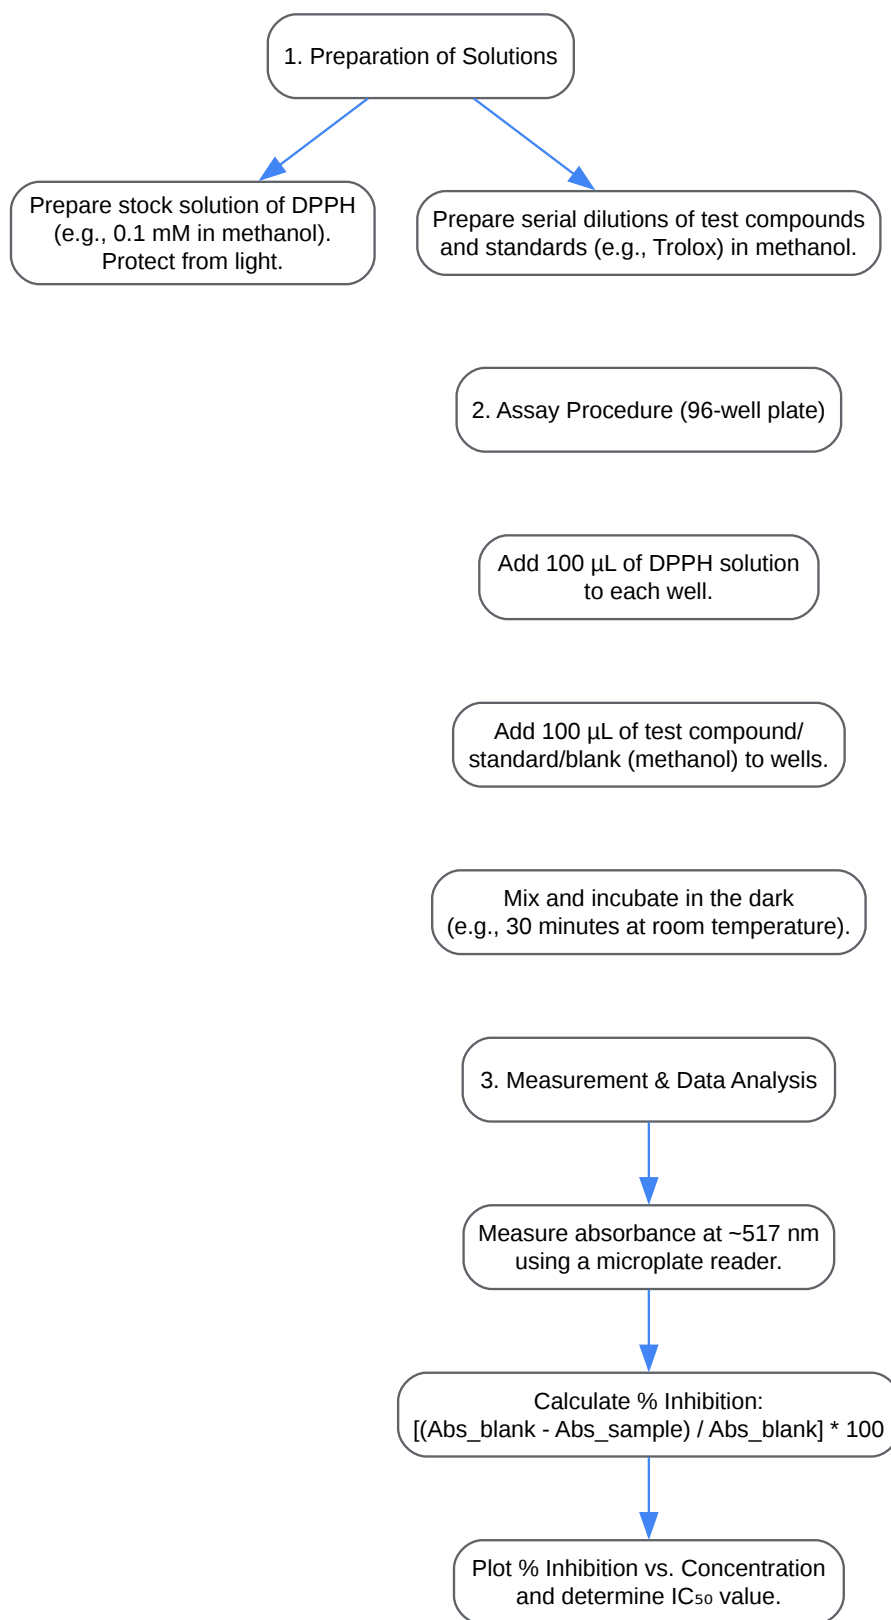 1. Preparation of Solutions
Prepare stock solution of DPPH
(e.g., 0.1 mM in methanol).
Protect from light.
Prepare serial dilutions of test compounds
and standards (e.g., Trolox) in methanol.
2. Assay Procedure (96-well plate)
Add 100 µL of DPPH solution
to each well.
Add 100 µL of test compound/
standard/blank (methanol) to wells.
Mix and incubate in the dark
(e.g., 30 minutes at room temperature).
3. Measurement & Data Analysis
Measure absorbance at ~517 nm
using a microplate reader.
Calculate % Inhibition:
[(Abs_blank - Abs_sample) / Abs_blank] * 100
Plot % Inhibition vs. Concentration
and determine IC₅₀ value.